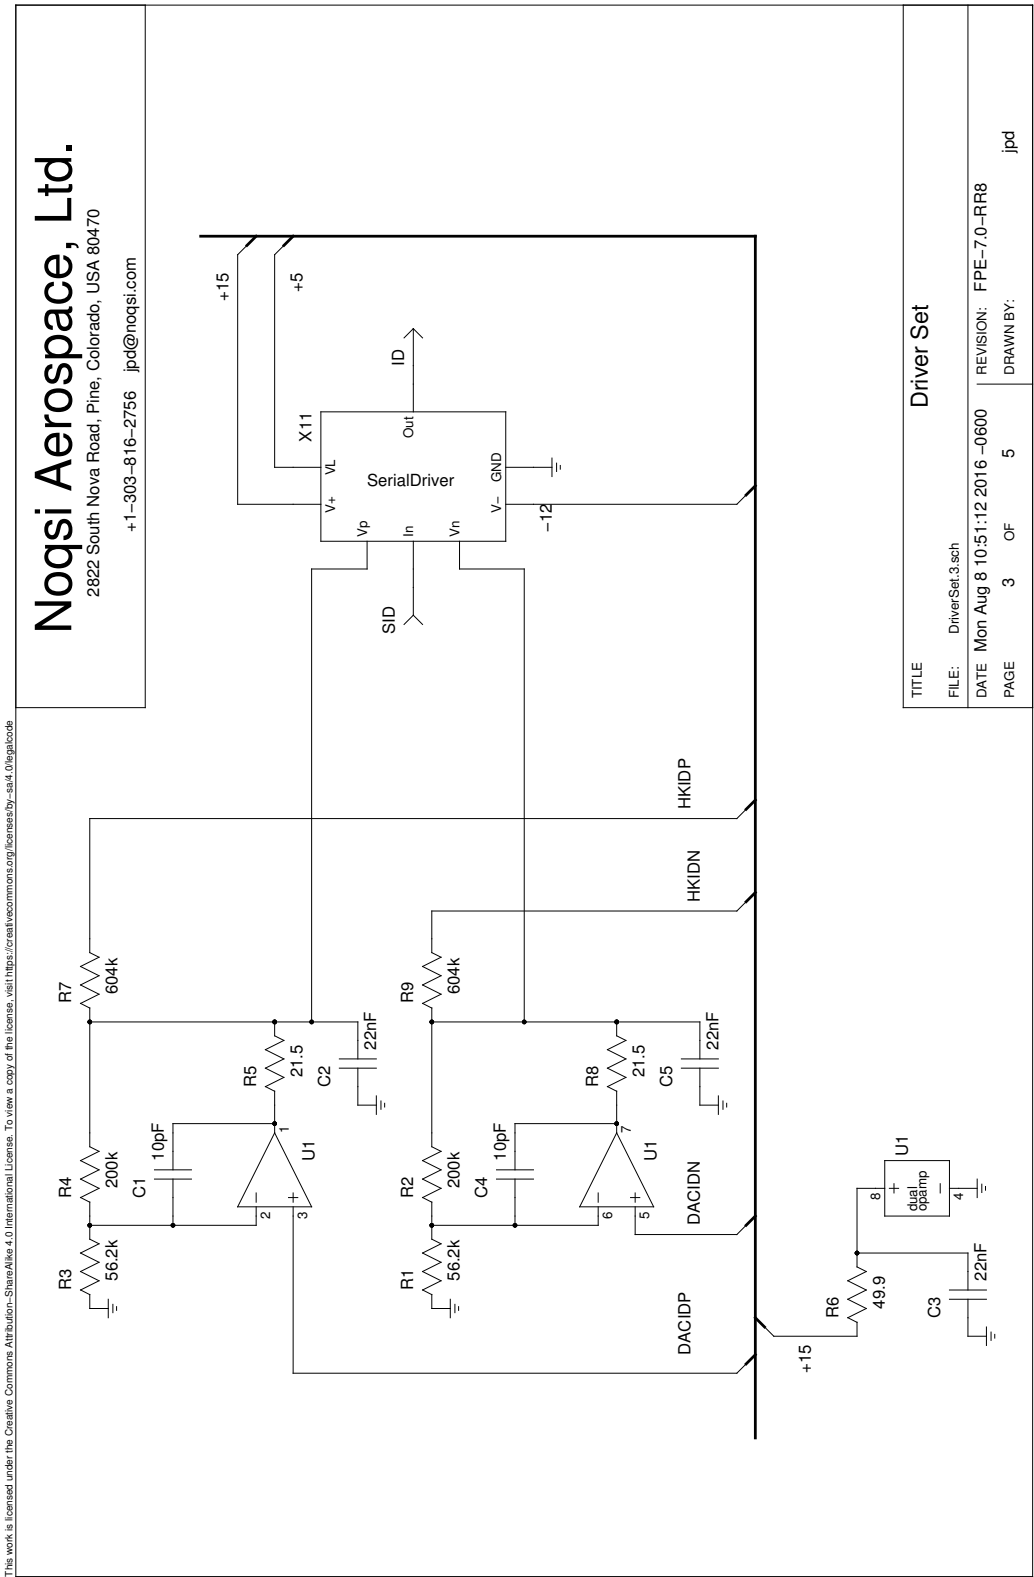 This work is licensed under the Creative Commons Attribution−ShareAlike 4.0 International License. To view a copy of the license, visit https://creativecommons.org/licenses/by−sa/4.0/legalcode
Noqsi Aerospace, Ltd.
2822 South Nova Road, Pine, Colorado, USA 80470
+1−303−816−2756 jpd@noqsi.com
R3
56.2k
R4
200k
R7
604k
C1
10pF
2
3
1
U1
R5
21.5
C2
22nF
R1
56.2k
R2
200k
R9
604k
C4
10pF
6
5
7
U1
R8
21.5
C5
22nF
DACIDP
DACIDN
HKIDN
HKIDP
+15
+5
X11
V+
VL
Vp
In
Vn
SerialDriver
Out
V−
GND
SID
ID
−12
+15
R6
49.9
C3
22nF
U1
8
+
dual
opamp
−
4
TITLE
Driver Set
FILE: DriverSet.3.sch
DATE Mon Aug 8 10:51:12 2016 −0600
REVISION: FPE−7.0−RR8
PAGE 3 OF 5
DRAWN BY: jpd